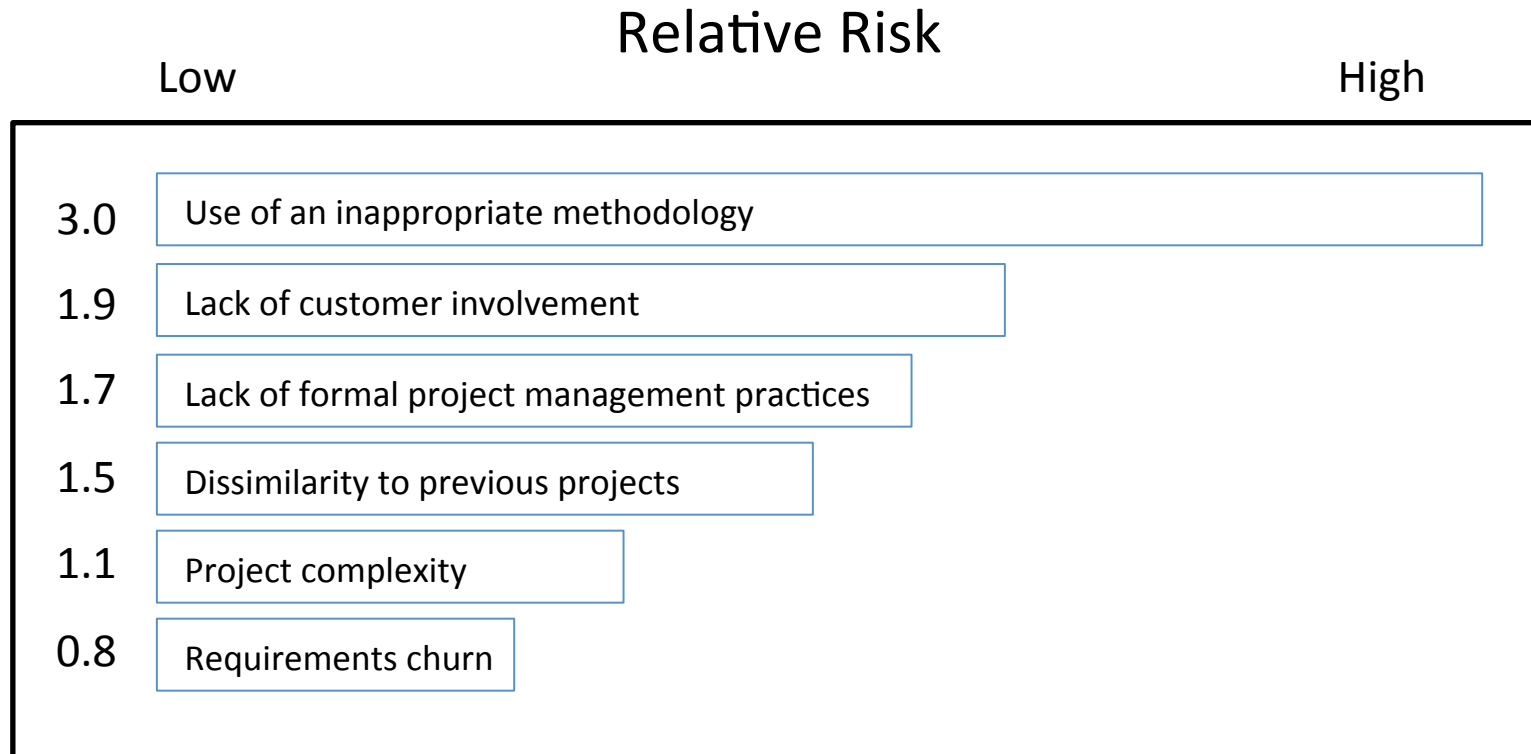 Relative Risk
Low High
3.0 Use of an inappropriate methodology
1.9 Lack of customer involvement
1.7 Lack of formal project management practices
1.5 Dissimilarity to previous projects
1.1 Project complexity
0.8 Requirements churn